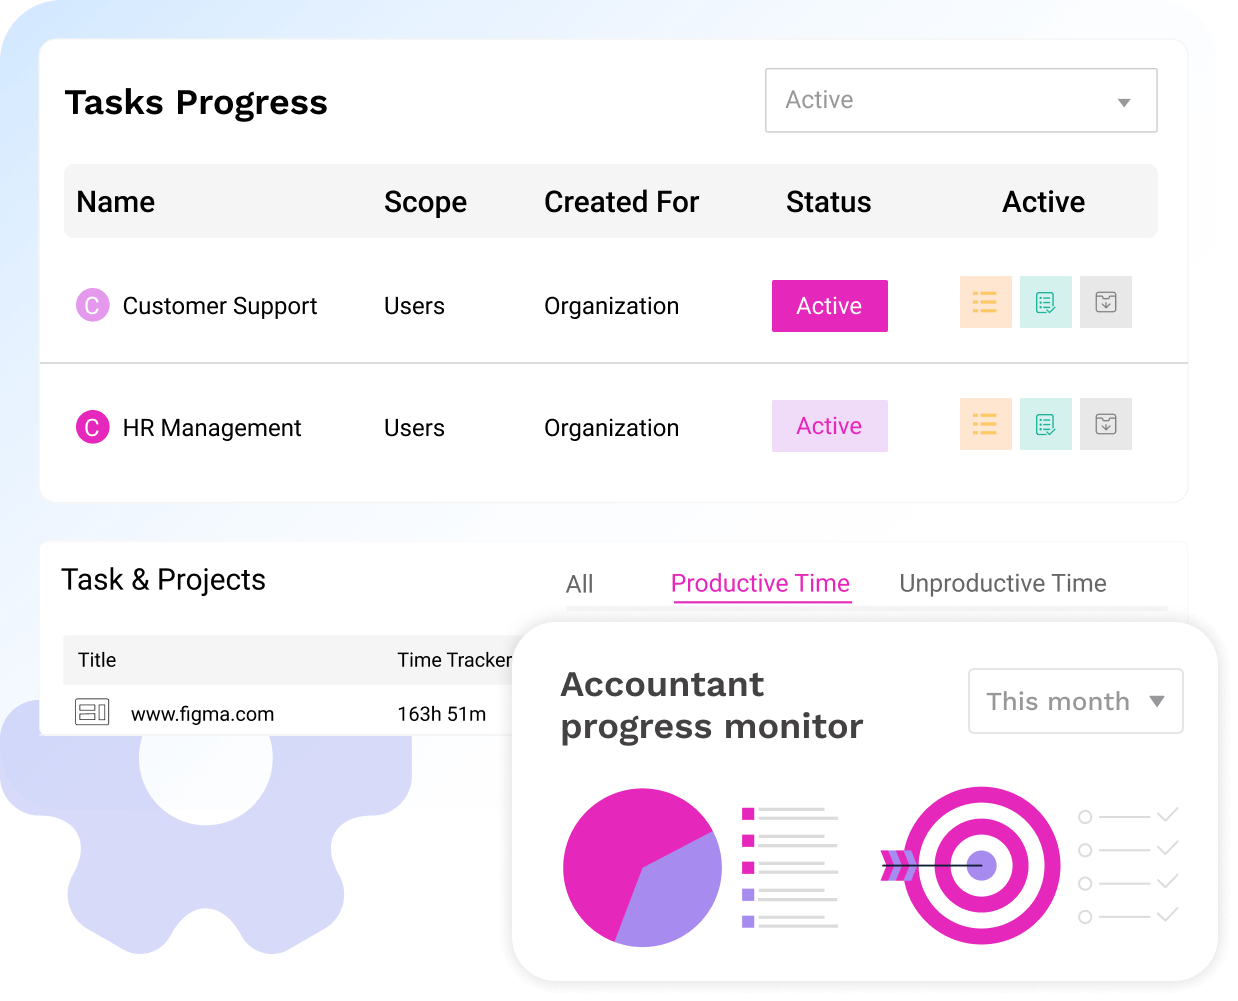 Tasks Progress
Active
Name Scope Created For Status Active
C Customer Support Users Organization Active
C HR Management Users Organization Active
Task & Projects
All Productive Time Unproductive Time
Title Time Tracker
www.figma.com 163h 51m
Accountant
progress monitor
This month